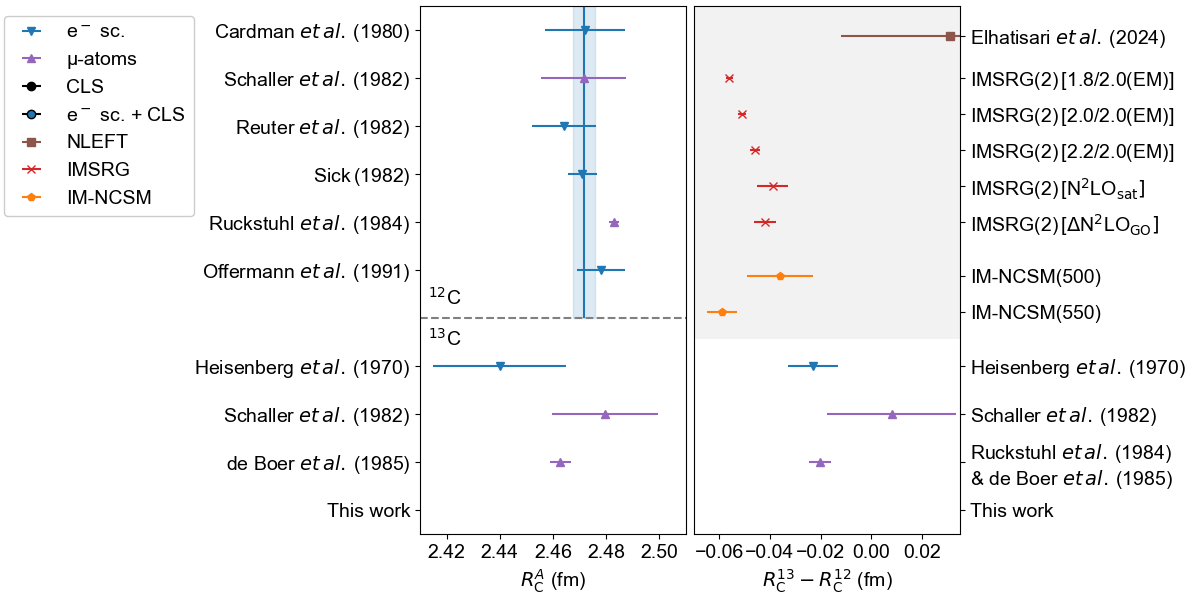 e⁻ sc.
μ-atoms
CLS
e⁻ sc. + CLS
NLEFT
IMSRG
IM-NCSM
Cardman et al. (1980)
Schaller et al. (1982)
Reuter et al. (1982)
Sick (1982)
Ruckstuhl et al. (1984)
Offermann et al. (1991)
Heisenberg et al. (1970)
Schaller et al. (1982)
de Boer et al. (1985)
This work
¹²C
¹³C
2.42 2.44 2.46 2.48 2.50
R_C^A (fm)
−0.06 −0.04 −0.02 0.00 0.02
R_C^13 − R_C^12 (fm)
Elhatisari et al. (2024)
IMSRG(2)[1.8/2.0(EM)]
IMSRG(2)[2.0/2.0(EM)]
IMSRG(2)[2.2/2.0(EM)]
IMSRG(2)[N²LO_sat]
IMSRG(2)[ΔN²LO_GO]
IM-NCSM(500)
IM-NCSM(550)
Heisenberg et al. (1970)
Schaller et al. (1982)
Ruckstuhl et al. (1984)
& de Boer et al. (1985)
This work